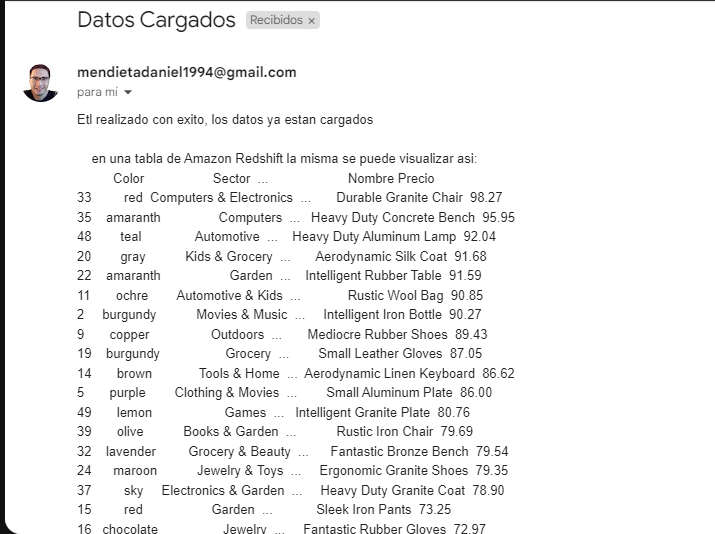 Datos Cargados Recibidos ×
mendietadaniel1994@gmail.com
para mí
Etl realizado con exito, los datos ya estan cargados
en una tabla de Amazon Redshift la misma se puede visualizar asi:
Color Sector ... Nombre Precio
33 red Computers & Electronics ... Durable Granite Chair 98.27
35 amaranth Computers ... Heavy Duty Concrete Bench 95.95
48 teal Automotive ... Heavy Duty Aluminum Lamp 92.04
20 gray Kids & Grocery ... Aerodynamic Silk Coat 91.68
22 amaranth Garden ... Intelligent Rubber Table 91.59
11 ochre Automotive & Kids ... Rustic Wool Bag 90.85
2 burgundy Movies & Music ... Intelligent Iron Bottle 90.27
9 copper Outdoors ... Mediocre Rubber Shoes 89.43
19 burgundy Grocery ... Small Leather Gloves 87.05
14 brown Tools & Home ... Aerodynamic Linen Keyboard 86.62
5 purple Clothing & Movies ... Small Aluminum Plate 86.00
49 lemon Games ... Intelligent Granite Plate 80.76
39 olive Books & Garden ... Rustic Iron Chair 79.69
32 lavender Grocery & Beauty ... Fantastic Bronze Bench 79.54
24 maroon Jewelry & Toys ... Ergonomic Granite Shoes 79.35
37 sky Electronics & Garden ... Heavy Duty Granite Coat 78.90
15 red Garden ... Sleek Iron Pants 73.25
16 chocolate Jewelry ... Fantastic Rubber Gloves 72.97